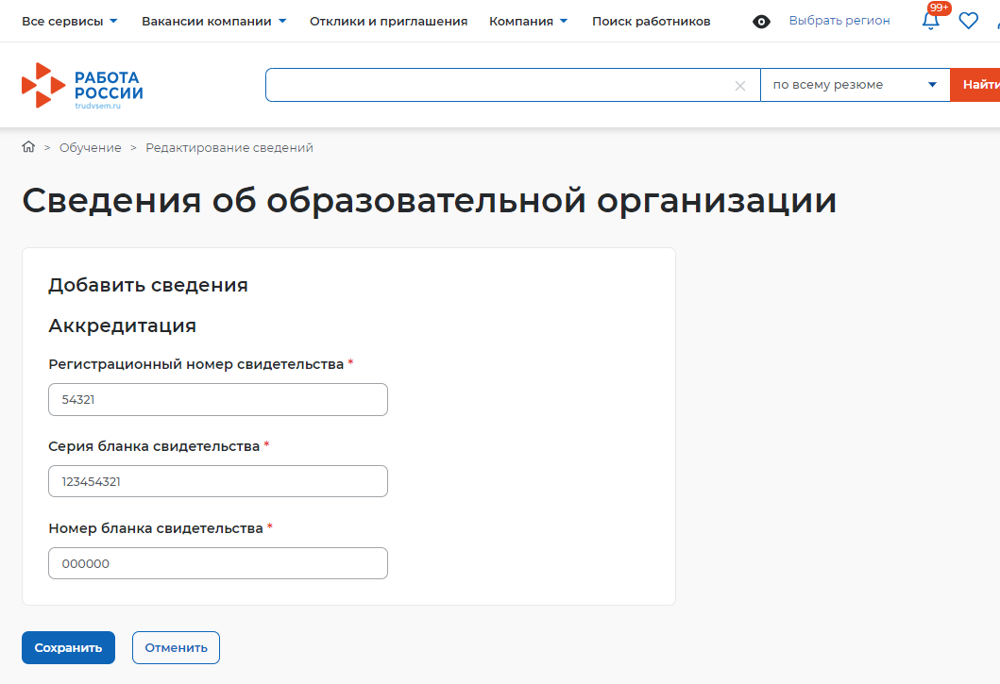 Все сервисы Вакансии компании Отклики и приглашения Компания Поиск работников Выбрать регион 99+
РАБОТА
РОССИИ
trudvsem.ru
по всему резюме Найти
> Обучение > Редактирование сведений
Сведения об образовательной организации
Добавить сведения
Аккредитация
Регистрационный номер свидетельства *
54321
Серия бланка свидетельства *
123454321
Номер бланка свидетельства *
000000
Сохранить Отменить